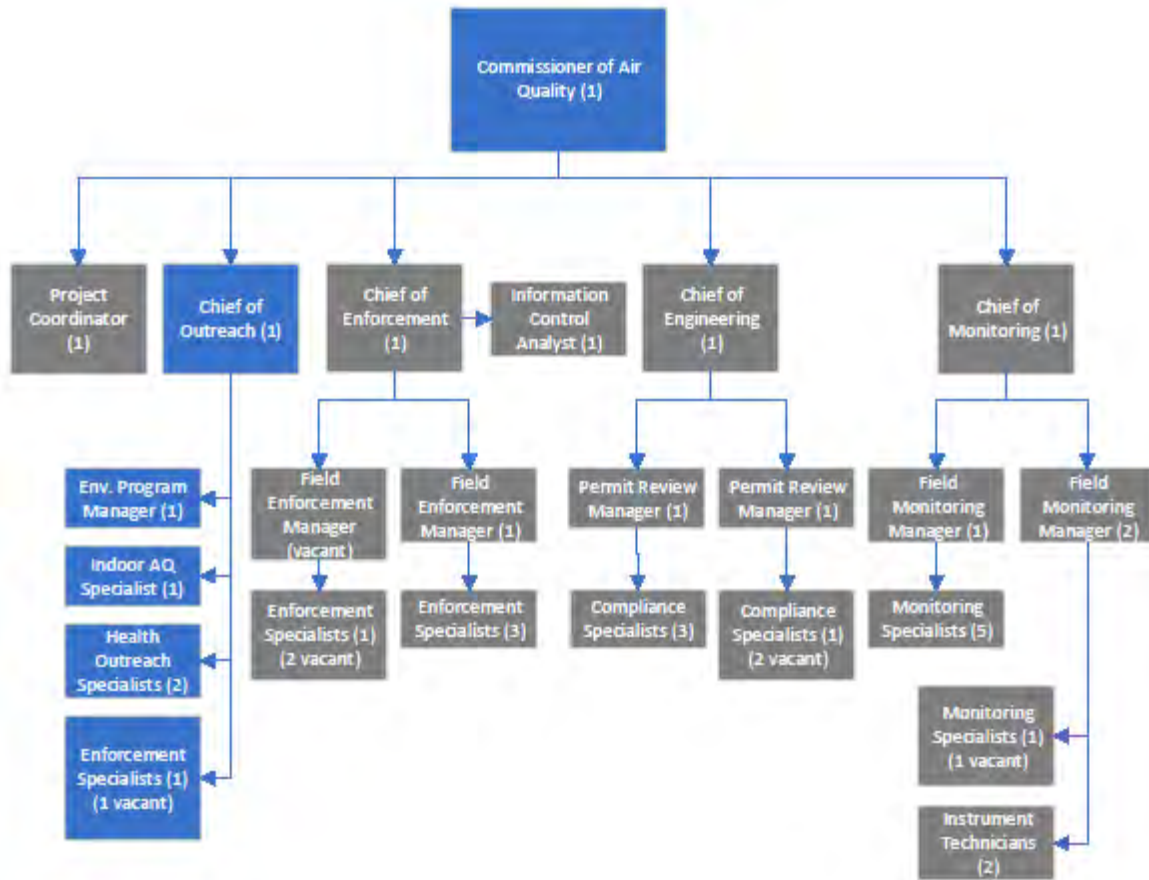 Commissioner of Air
Quality (1)
Project
Coordinator
(1)
Chief of
Outreach (1)
Chief of
Enforcement
(1)
Information
Control
Analyst (1)
Chief of
Engineering
(1)
Chief of
Monitoring (1)
Env. Program
Manager (1)
Indoor AQ
Specialist (1)
Health
Outreach
Specialists (2)
Enforcement
Specialists (1)
(1 vacant)
Field
Enforcement
Manager
(vacant)
Enforcement
Specialists (1)
(2 vacant)
Field
Enforcement
Manager (1)
Enforcement
Specialists (3)
Permit Review
Manager (1)
Compliance
Specialists (3)
Permit Review
Manager (1)
Compliance
Specialists (1)
(2 vacant)
Field
Monitoring
Manager (1)
Monitoring
Specialists (5)
Field
Monitoring
Manager (2)
Monitoring
Specialists (1)
(1 vacant)
Instrument
Technicians
(2)